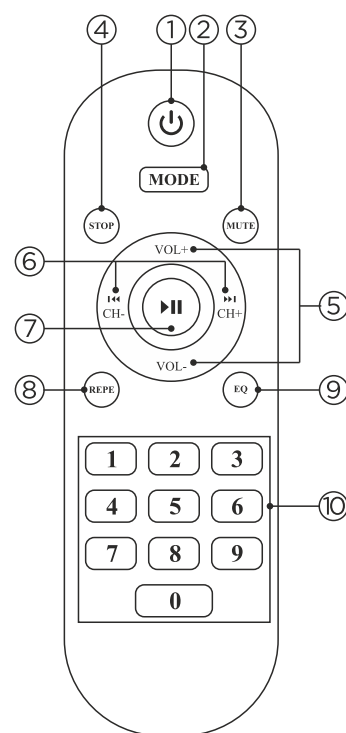 ④ ① ② ③
MODE
STOP MUTE
VOL+
⑥
⑤
CH- CH+
⑦
VOL-
⑧ REPE EQ ⑨
1 2 3
4 5 6 ⑩
7 8 9
0